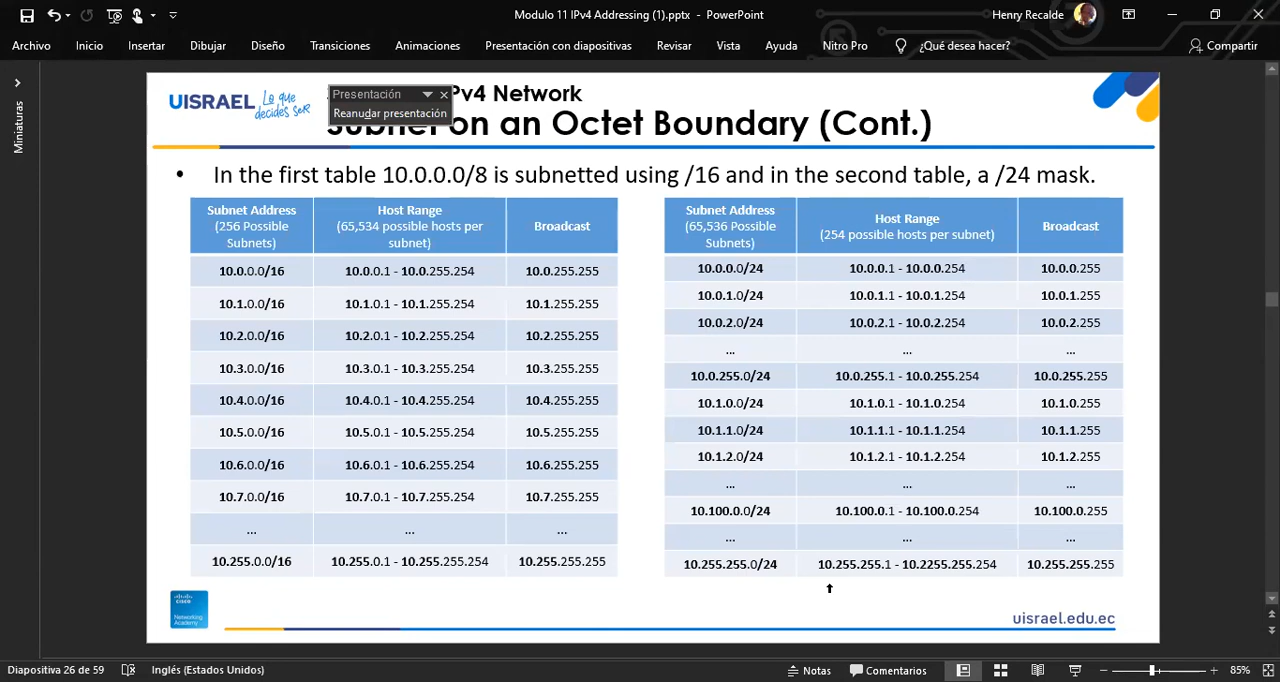 Modulo 11 IPv4 Addressing (1).pptx - PowerPoint
Henry Recalde
Archivo Inicio Insertar Dibujar Diseño Transiciones Animaciones Presentación con diapositivas Revisar Vista Ayuda Nitro Pro ¿Qué desea hacer? Compartir
Miniaturas
UISRAEL Lo que
decides ser
Presentación
Reanudar presentación
IPv4 Network
Subnet on an Octet Boundary (Cont.)
• In the first table 10.0.0.0/8 is subnetted using /16 and in the second table, a /24 mask.
Subnet Address
(256 Possible
Subnets)
Host Range
(65,534 possible hosts per
subnet)
Broadcast
10.0.0.0/16 10.0.0.1 - 10.0.255.254 10.0.255.255
10.1.0.0/16 10.1.0.1 - 10.1.255.254 10.1.255.255
10.2.0.0/16 10.2.0.1 - 10.2.255.254 10.2.255.255
10.3.0.0/16 10.3.0.1 - 10.3.255.254 10.3.255.255
10.4.0.0/16 10.4.0.1 - 10.4.255.254 10.4.255.255
10.5.0.0/16 10.5.0.1 - 10.5.255.254 10.5.255.255
10.6.0.0/16 10.6.0.1 - 10.6.255.254 10.6.255.255
10.7.0.0/16 10.7.0.1 - 10.7.255.254 10.7.255.255
... ... ...
10.255.0.0/16 10.255.0.1 - 10.255.255.254 10.255.255.255
Subnet Address
(65,536 Possible
Subnets)
Host Range
(254 possible hosts per subnet)
Broadcast
10.0.0.0/24 10.0.0.1 - 10.0.0.254 10.0.0.255
10.0.1.0/24 10.0.1.1 - 10.0.1.254 10.0.1.255
10.0.2.0/24 10.0.2.1 - 10.0.2.254 10.0.2.255
... ... ...
10.0.255.0/24 10.0.255.1 - 10.0.255.254 10.0.255.255
10.1.0.0/24 10.1.0.1 - 10.1.0.254 10.1.0.255
10.1.1.0/24 10.1.1.1 - 10.1.1.254 10.1.1.255
10.1.2.0/24 10.1.2.1 - 10.1.2.254 10.1.2.255
... ... ...
10.100.0.0/24 10.100.0.1 - 10.100.0.254 10.100.0.255
... ... ...
10.255.255.0/24 10.255.255.1 - 10.2255.255.254 10.255.255.255
CISCO
Networking
Academy
uisrael.edu.ec
Diapositiva 26 de 59 Inglés (Estados Unidos) Notas Comentarios 85%